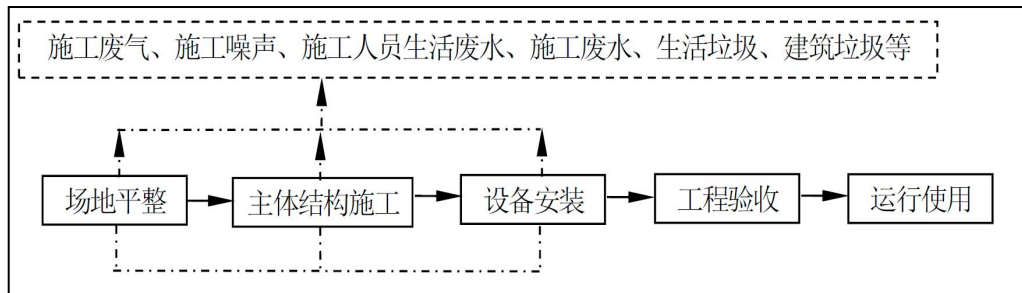 施工废气、施工噪声、施工人员生活废水、施工废水、生活垃圾、建筑垃圾等
场地平整
主体结构施工
设备安装
工程验收
运行使用